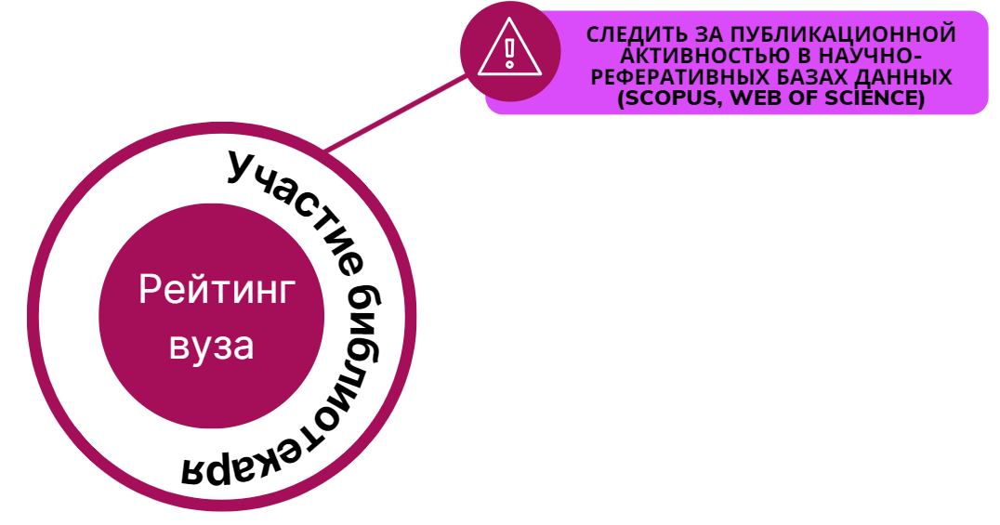 СЛЕДИТЬ ЗА ПУБЛИКАЦИОННОЙ
АКТИВНОСТЬЮ В НАУЧНО-
РЕФЕРАТИВНЫХ БАЗАХ ДАННЫХ
(SCOPUS, WEB OF SCIENCE)
Участие библиотекаря
Рейтинг
вуза